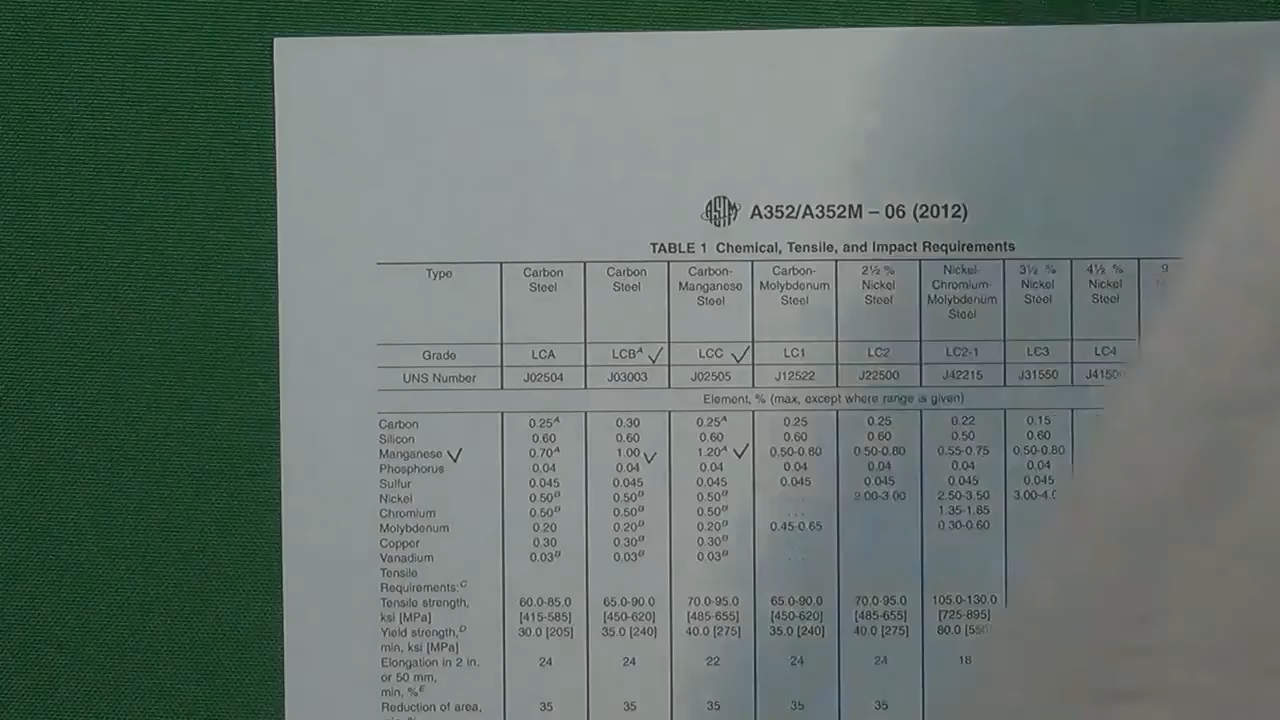 ASTM A352/A352M – 06 (2012)
TABLE 1 Chemical, Tensile, and Impact Requirements
Type Carbon Steel Carbon Steel Carbon-Manganese Steel Carbon-Molybdenum Steel 2½ % Nickel Steel Nickel-Chromium-Molybdenum Steel 3½ % Nickel Steel 4½ % Nickel Steel 9
Grade LCA LCBᴬ ✓ LCC ✓ LC1 LC2 LC2-1 LC3 LC4
UNS Number J02504 J03003 J02505 J12522 J22500 J42215 J31550 J4150
Element, % (max, except where range is given)
Carbon 0.25ᴬ 0.30 0.25ᴬ 0.25 0.25 0.22 0.15
Silicon 0.60 0.60 0.60 0.60 0.60 0.50 0.60
Manganese ✓ 0.70ᴬ 1.00 ✓ 1.20ᴬ ✓ 0.50-0.80 0.50-0.80 0.55-0.75 0.50-0.80
Phosphorus 0.04 0.04 0.04 0.04 0.04 0.04 0.04
Sulfur 0.045 0.045 0.045 0.045 0.045 0.045 0.045
Nickel 0.50ᴮ 0.50ᴮ 0.50ᴮ . . . 2.00-3.00 2.50-3.50 3.00-4.0
Chromium 0.50ᴮ 0.50ᴮ 0.50ᴮ . . . 1.35-1.85
Molybdenum 0.20 0.20ᴮ 0.20ᴮ 0.45-0.65 0.30-0.60
Copper 0.30 0.30ᴮ 0.30ᴮ
Vanadium 0.03ᴮ 0.03ᴮ 0.03ᴮ . . .
Tensile
Requirements:ᶜ
Tensile strength, 60.0-85.0 65.0-90.0 70.0-95.0 65.0-90.0 70.0-95.0 105.0-130.0
ksi [MPa] [415-585] [450-620] [485-655] [450-620] [485-655] [725-895]
Yield strength,ᴰ 30.0 [205] 35.0 [240] 40.0 [275] 35.0 [240] 40.0 [275] 80.0 [550
min, ksi [MPa]
Elongation in 2 in. 24 24 22 24 24 18
or 50 mm,
min, %ᴱ
Reduction of area, 35 35 35 35 35